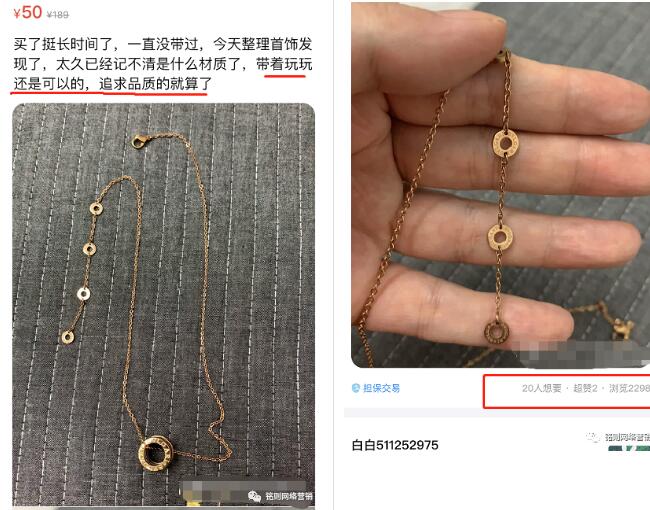 ¥50 ¥189
买了挺长时间了，一直没带过，今天整理首饰发
现了，太久已经记不清是什么材质了，带着玩玩
还是可以的，追求品质的就算了
铭则网络营销
担保交易
20人想要 · 超赞2 · 浏览2298
铭则网络营销
白白511252975